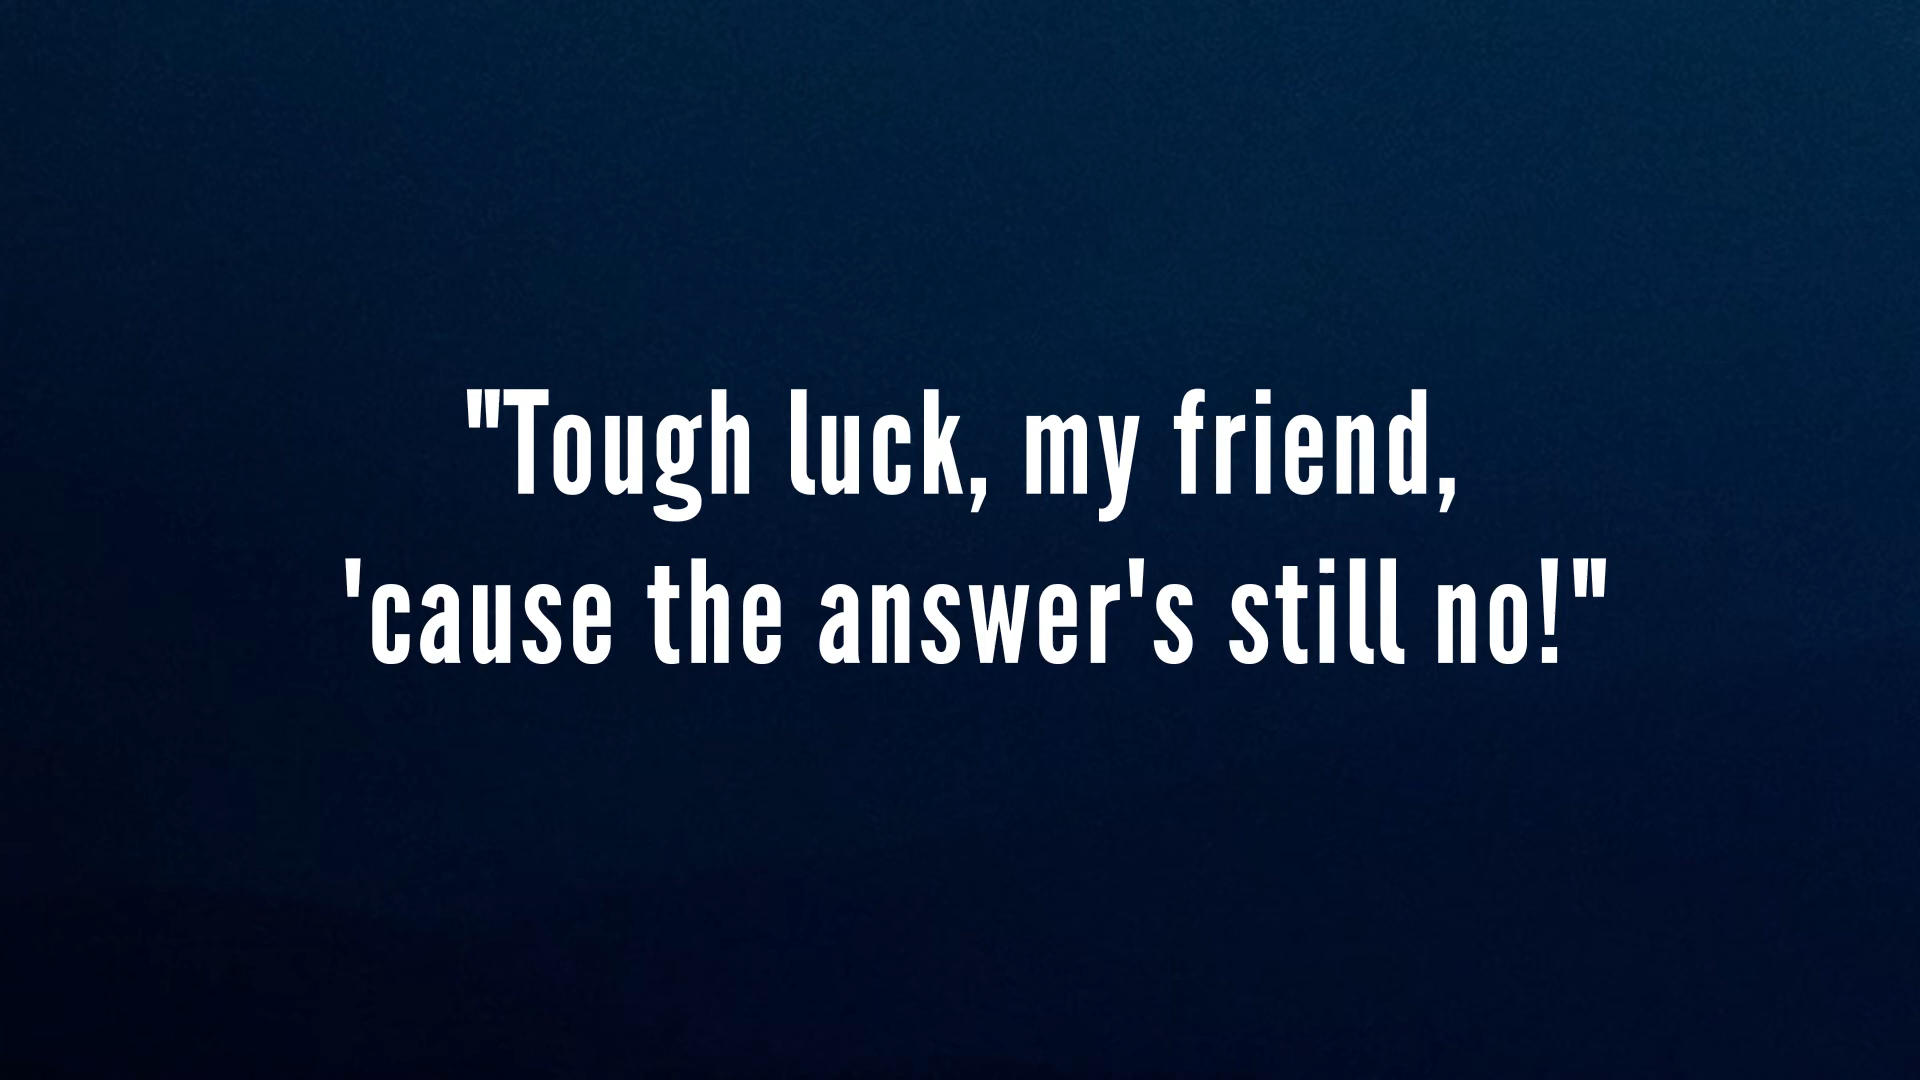 "Tough luck, my friend,
'cause the answer's still no!"